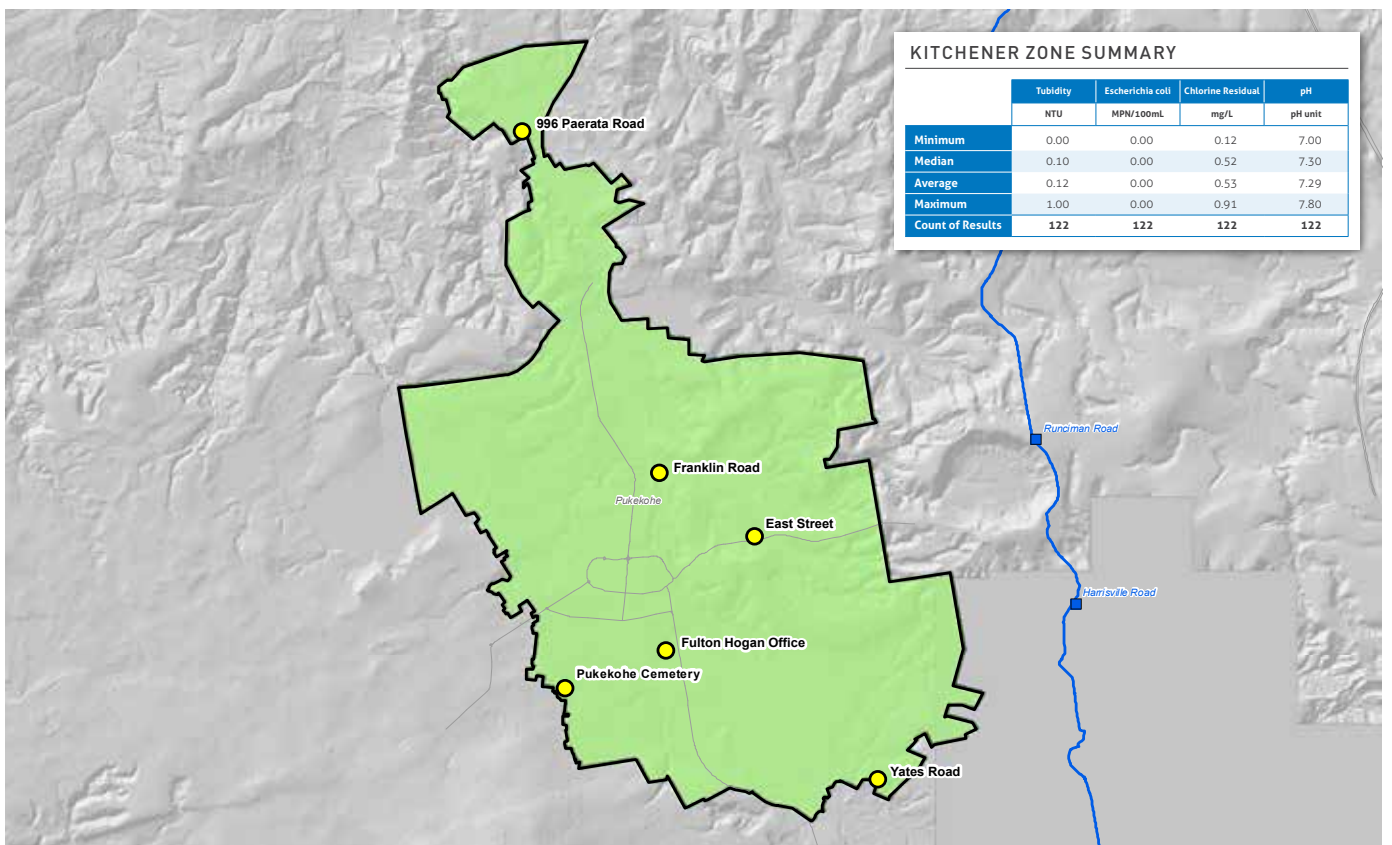 KITCHENER ZONE SUMMARY
Tubidity Escherichia coli Chlorine Residual pH
NTU MPN/100mL mg/L pH unit
Minimum 0.00 0.00 0.12 7.00
Median 0.10 0.00 0.52 7.30
Average 0.12 0.00 0.53 7.29
Maximum 1.00 0.00 0.91 7.80
Count of Results 122 122 122 122
996 Paerata Road
Runciman Road
Franklin Road
Pukekohe
East Street
Harrisville Road
Fulton Hogan Office
Pukekohe Cemetery
Yates Road